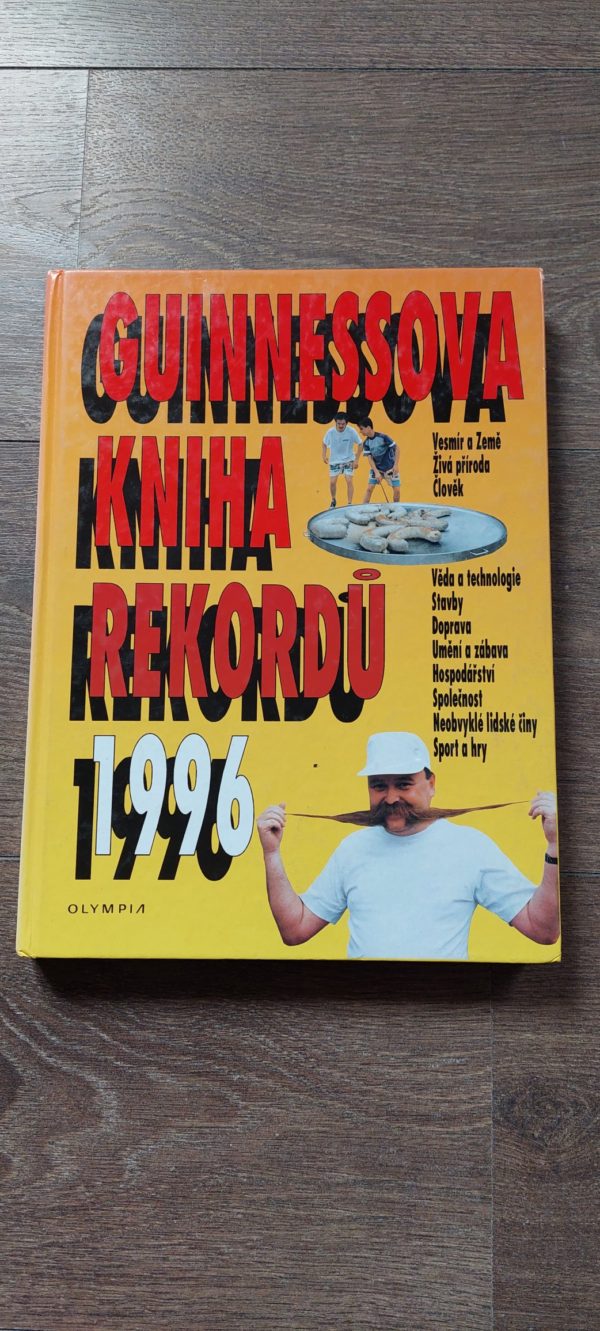 GUINNESSOVA
KNIHA
REKORDŮ
1996
Vesmír a Země
Živá příroda
Člověk
Věda a technologie
Stavby
Doprava
Umění a zábava
Hospodářství
Společnost
Neobvyklé lidské činy
Sport a hry
OLYMPIA